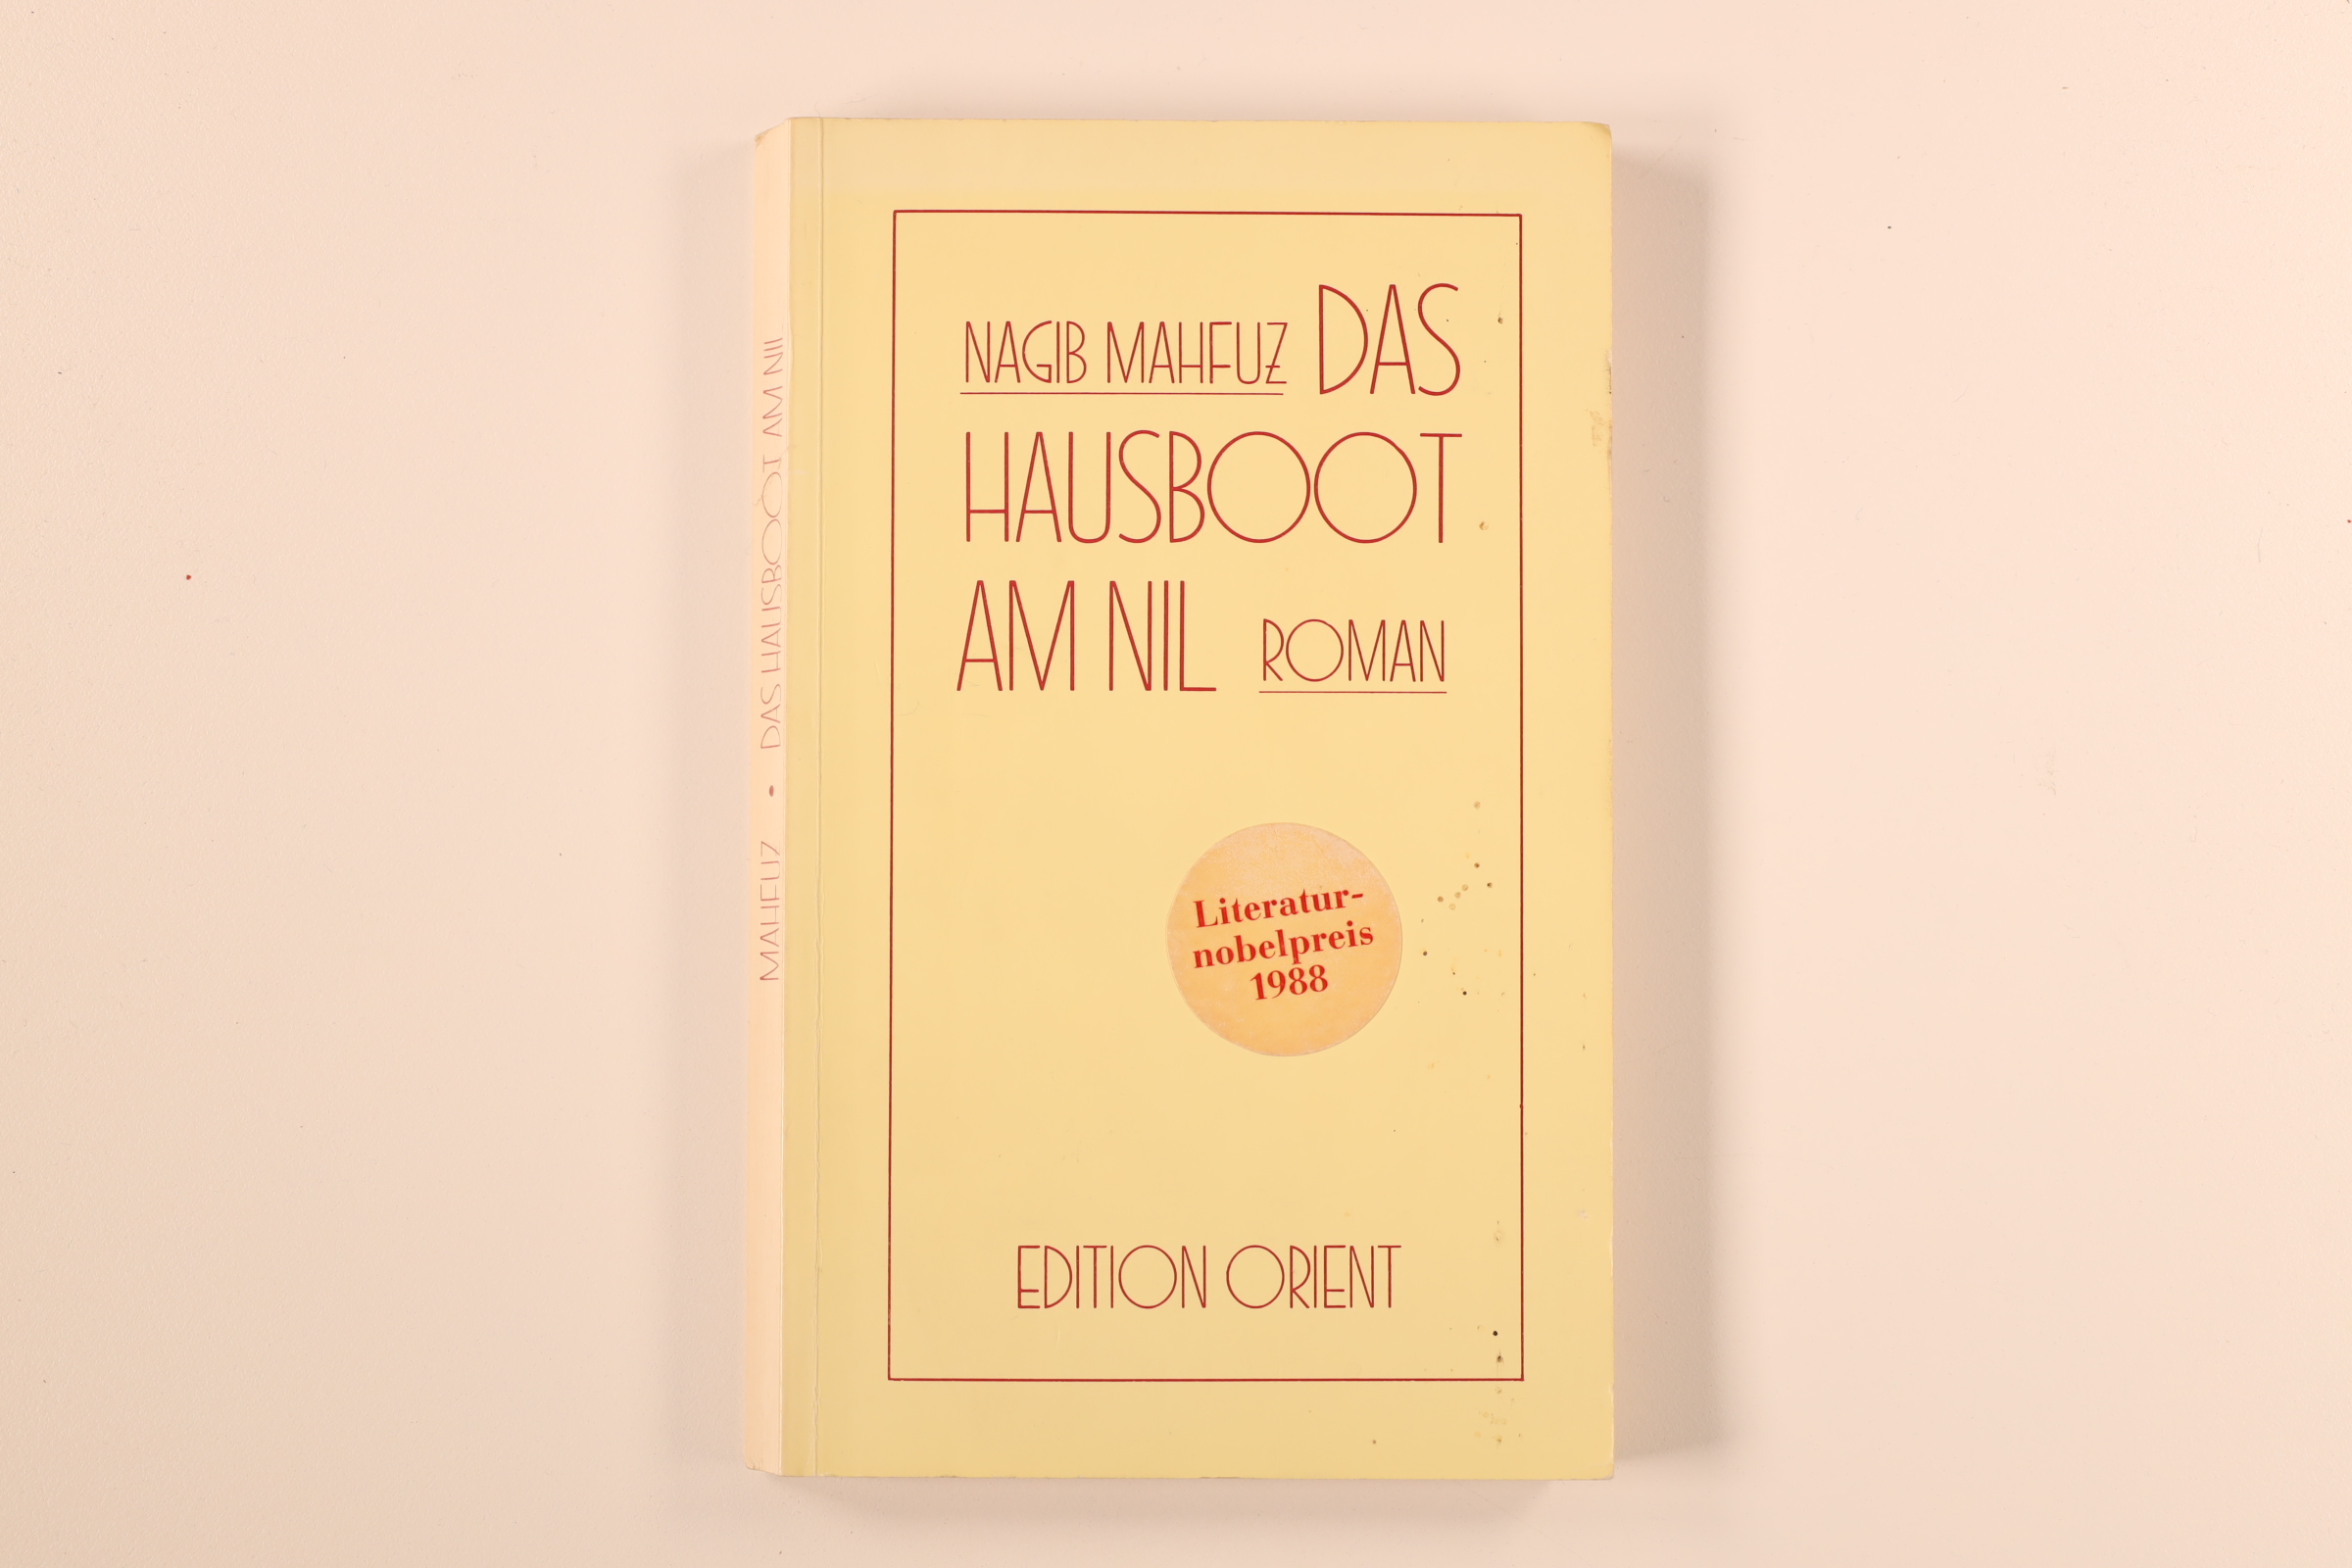 NAGIB MAHFUZ DAS
HAUSBOOT
AM NIL ROMAN
Literatur-
nobelpreis
1988
EDITION ORIENT
MAHFUZ • DAS HAUSBOOT AM NIL